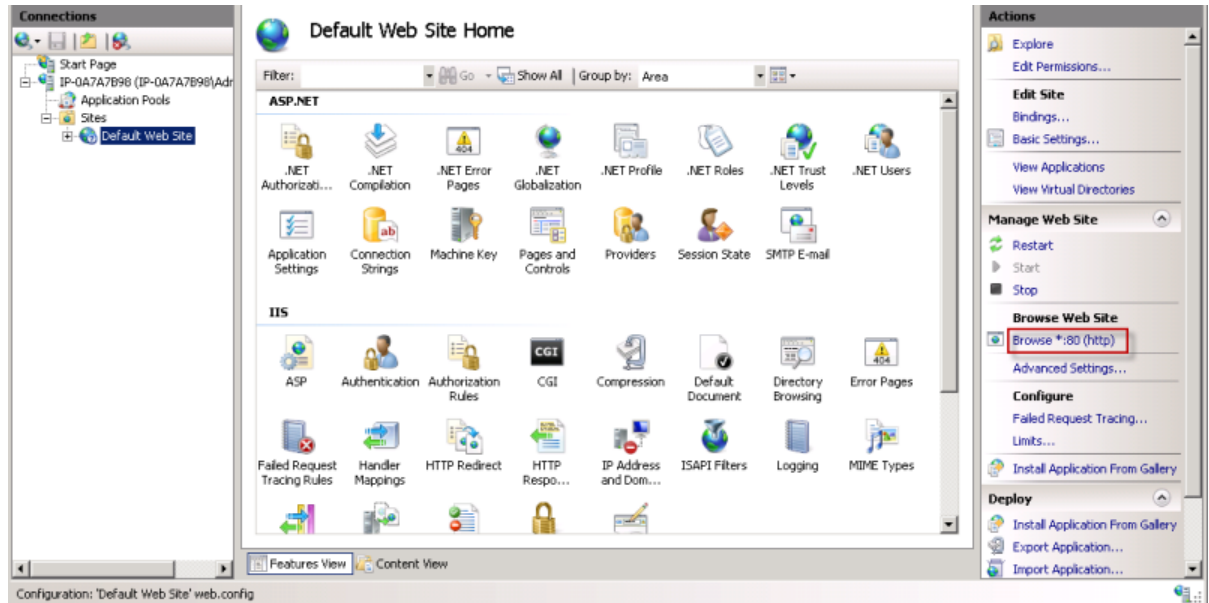 Connections
Start Page
IP-0A7A7B98 (IP-0A7A7B98\Adr
Application Pools
Sites
Default Web Site
Default Web Site Home
Filter: Go Show All Group by: Area
ASP.NET
.NET Authorizati...
.NET Compilation
.NET Error Pages
.NET Globalization
.NET Profile
.NET Roles
.NET Trust Levels
.NET Users
Application Settings
Connection Strings
Machine Key
Pages and Controls
Providers
Session State
SMTP E-mail
IIS
ASP
Authentication
Authorization Rules
CGI
CGI
Compression
Default Document
Directory Browsing
Error Pages
Failed Request Tracing Rules
Handler Mappings
HTTP Redirect
HTTP Respo...
IP Address and Dom...
ISAPI Filters
Logging
MIME Types
Features View
Content View
Actions
Explore
Edit Permissions...
Edit Site
Bindings...
Basic Settings...
View Applications
View Virtual Directories
Manage Web Site
Restart
Start
Stop
Browse Web Site
Browse *:80 (http)
Advanced Settings...
Configure
Failed Request Tracing...
Limits...
Install Application From Gallery
Deploy
Install Application From Gallery
Export Application...
Import Application...
Configuration: 'Default Web Site' web.config